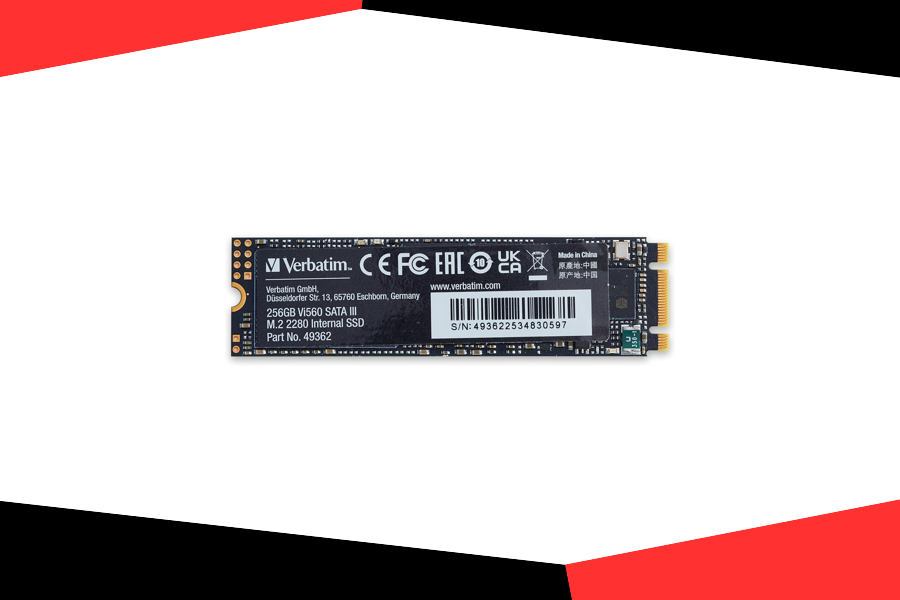 Verbatim™ CE FC EAC 10 UK CA
Made in China
原產地:中國
原产地:中国
Verbatim GmbH,
Düsseldorfer Str. 13, 65760 Eschborn, Germany
www.verbatim.com
256GB Vi560 SATA III
M.2 2280 Internal SSD
Part No. 49362
S/N: 493622534830597